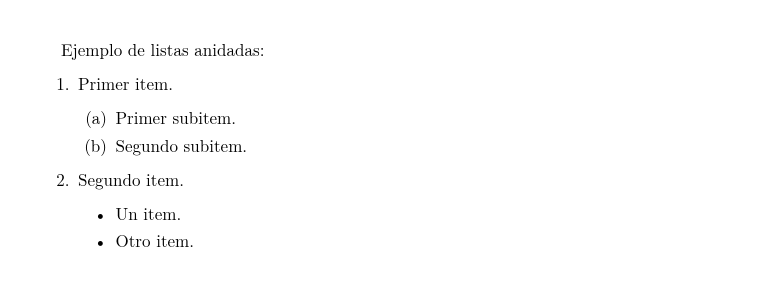 Ejemplo de listas anidadas:
1. Primer item.
(a) Primer subitem.
(b) Segundo subitem.
2. Segundo item.
• Un item.
• Otro item.